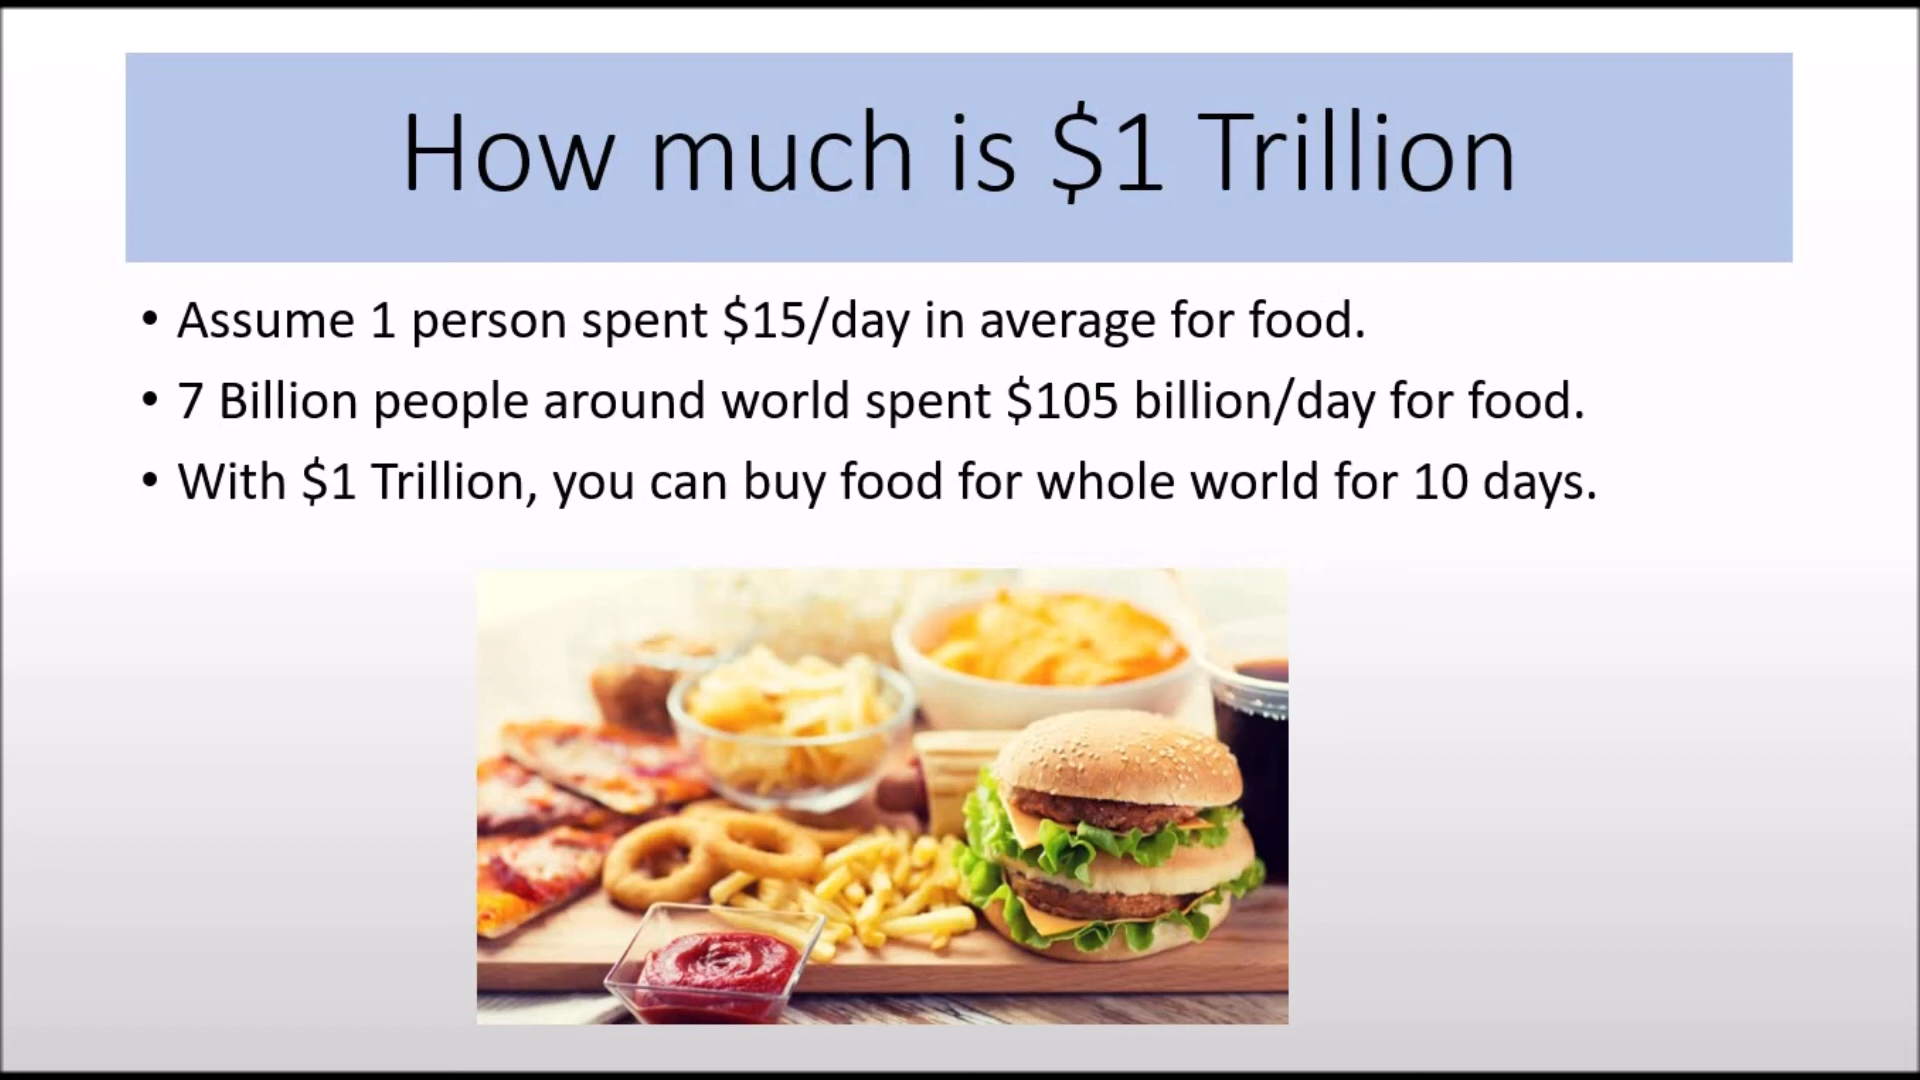 How much is $1 Trillion
• Assume 1 person spent $15/day in average for food.
• 7 Billion people around world spent $105 billion/day for food.
• With $1 Trillion, you can buy food for whole world for 10 days.